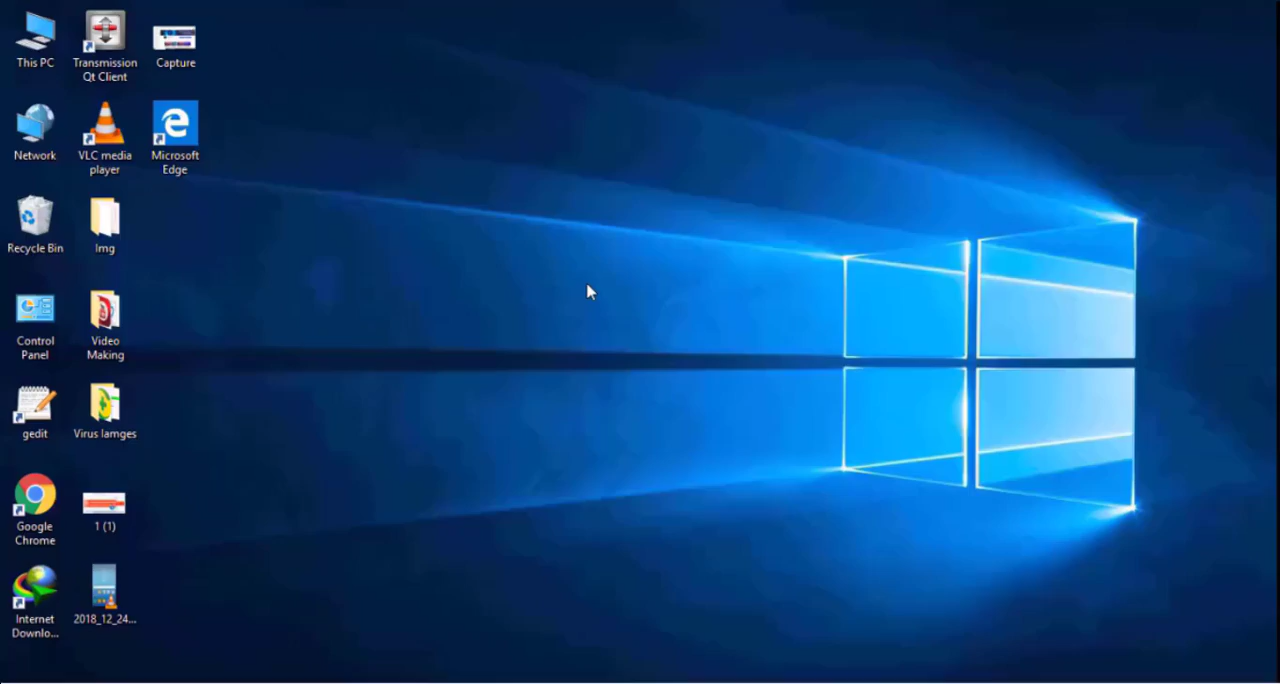 This PC
Transmission
Qt Client
Capture
Network
VLC media
player
Microsoft
Edge
Recycle Bin
Img
Control
Panel
Video
Making
gedit
Virus Iamges
Google
Chrome
1 (1)
Internet
Downlo...
2018_12_24...